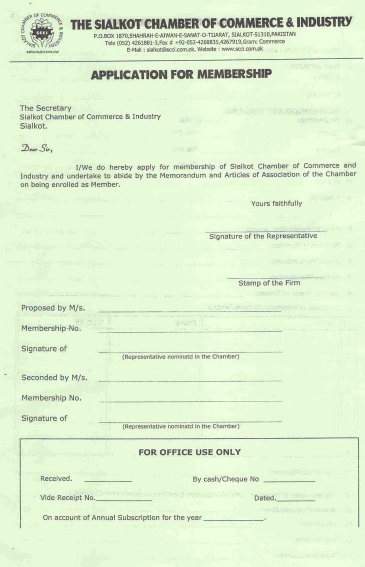 THE SIALKOT CHAMBER OF COMMERCE & INDUSTRY
P.O.BOX 1870,SHAHRAH-E-AIWAN-E-SANAT-O-TIJARAT, SIALKOT-51310,PAKISTAN
Tele (052) 4261881-3,Fax # +92-052-4268835,4267919,Gram: Commerce
E-Mail : sialkot@scci.com.pk. Website : www.scci.com.pk
APPLICATION FOR MEMBERSHIP
The Secretary
Sialkot Chamber of Commerce & Industry
Sialkot.
Dear Sir,
I/We do hereby apply for membership of Sialkot Chamber of Commerce and
Industry and undertake to abide by the Memorandum and Articles of Association of the Chamber
on being enrolled as Member.
Yours faithfully
Signature of the Representative
Stamp of the Firm
Proposed by M/s.
Membership No.
Signature of
(Representative nominatd in the Chamber)
Seconded by M/s.
Membership No.
Signature of
(Representative nominatd in the Chamber)
FOR OFFICE USE ONLY
Received. By cash/Cheque No
Vide Receipt No. Dated.
On account of Annual Subscription for the year .